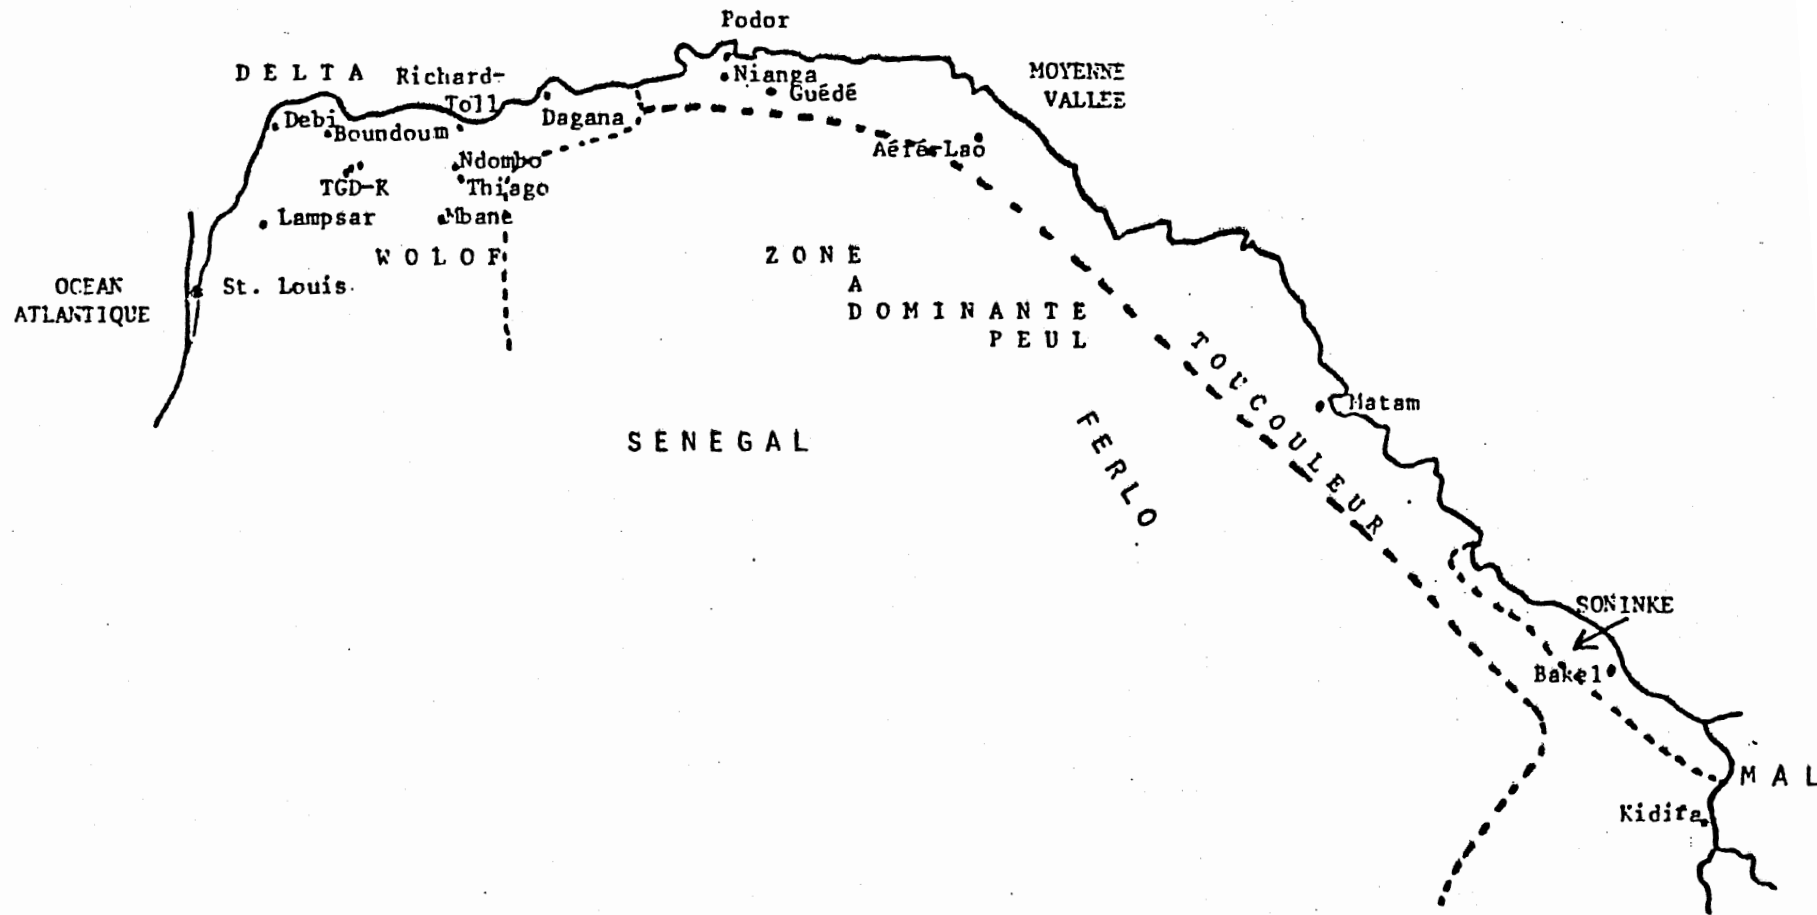 Podor
DELTA
Richard-
Toll
Nianga
Guédé
MOYENNE
VALLEE
Debi
Boundoum
Dagana
Aéré-Lao
Ndombo
TGD-K
Thiago
Lampsar
Mbane
WOLOF
ZONE
A
DOMINANTE
PEUL
OCEAN
ATLANTIQUE
St. Louis
TOUCOULEUR
Matam
SENEGAL
FERLO
SONINKE
Bakel
MAL
Kidira